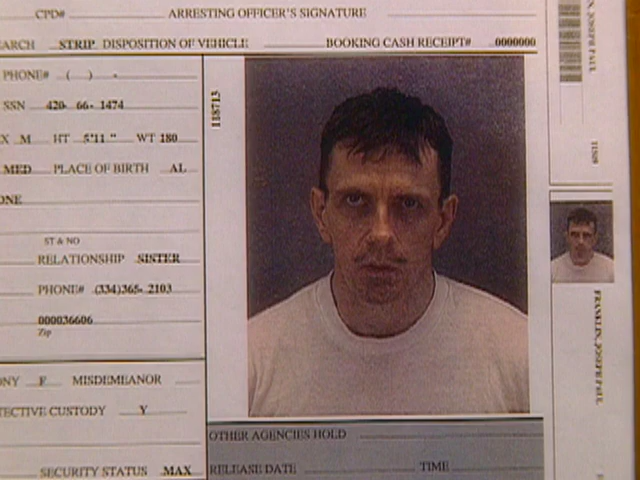 CPD# ARRESTING OFFICER'S SIGNATURE
EARCH STRIP DISPOSITION OF VEHICLE BOOKING CASH RECEIPT# 0000000
PHONE# ( ) -
SSN 420- 66- 1474
X M HT 5'11" WT 180
MED PLACE OF BIRTH AL
ONE
ST & NO
RELATIONSHIP SISTER
PHONE# (334)365- 2103
000036606
Zip
ONY F MISDEMEANOR
TECTIVE CUSTODY Y
SECURITY STATUS MAX
118713
OTHER AGENCIES HOLD
RELEASE DATE TIME
FRANKLIN, JOSEPH PAUL